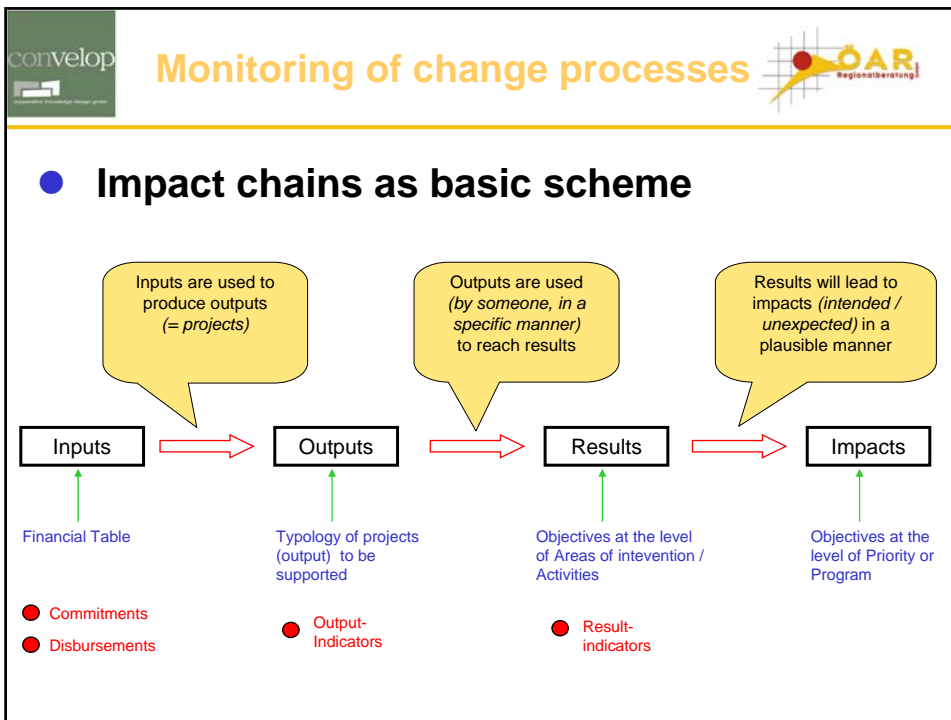 convelop
cooperative knowledge design gmbh
Monitoring of change processes
ÖAR
Regionalberatung
Impact chains as basic scheme
Inputs are used to
produce outputs
(= projects)
Outputs are used
(by someone, in a
specific manner)
to reach results
Results will lead to
impacts (intended /
unexpected) in a
plausible manner
Inputs
Outputs
Results
Impacts
Financial Table
Typology of projects
(output) to be
supported
Objectives at the level
of Areas of intevention /
Activities
Objectives at the
level of Priority or
Program
Commitments
Disbursements
Output-
Indicators
Result-
indicators